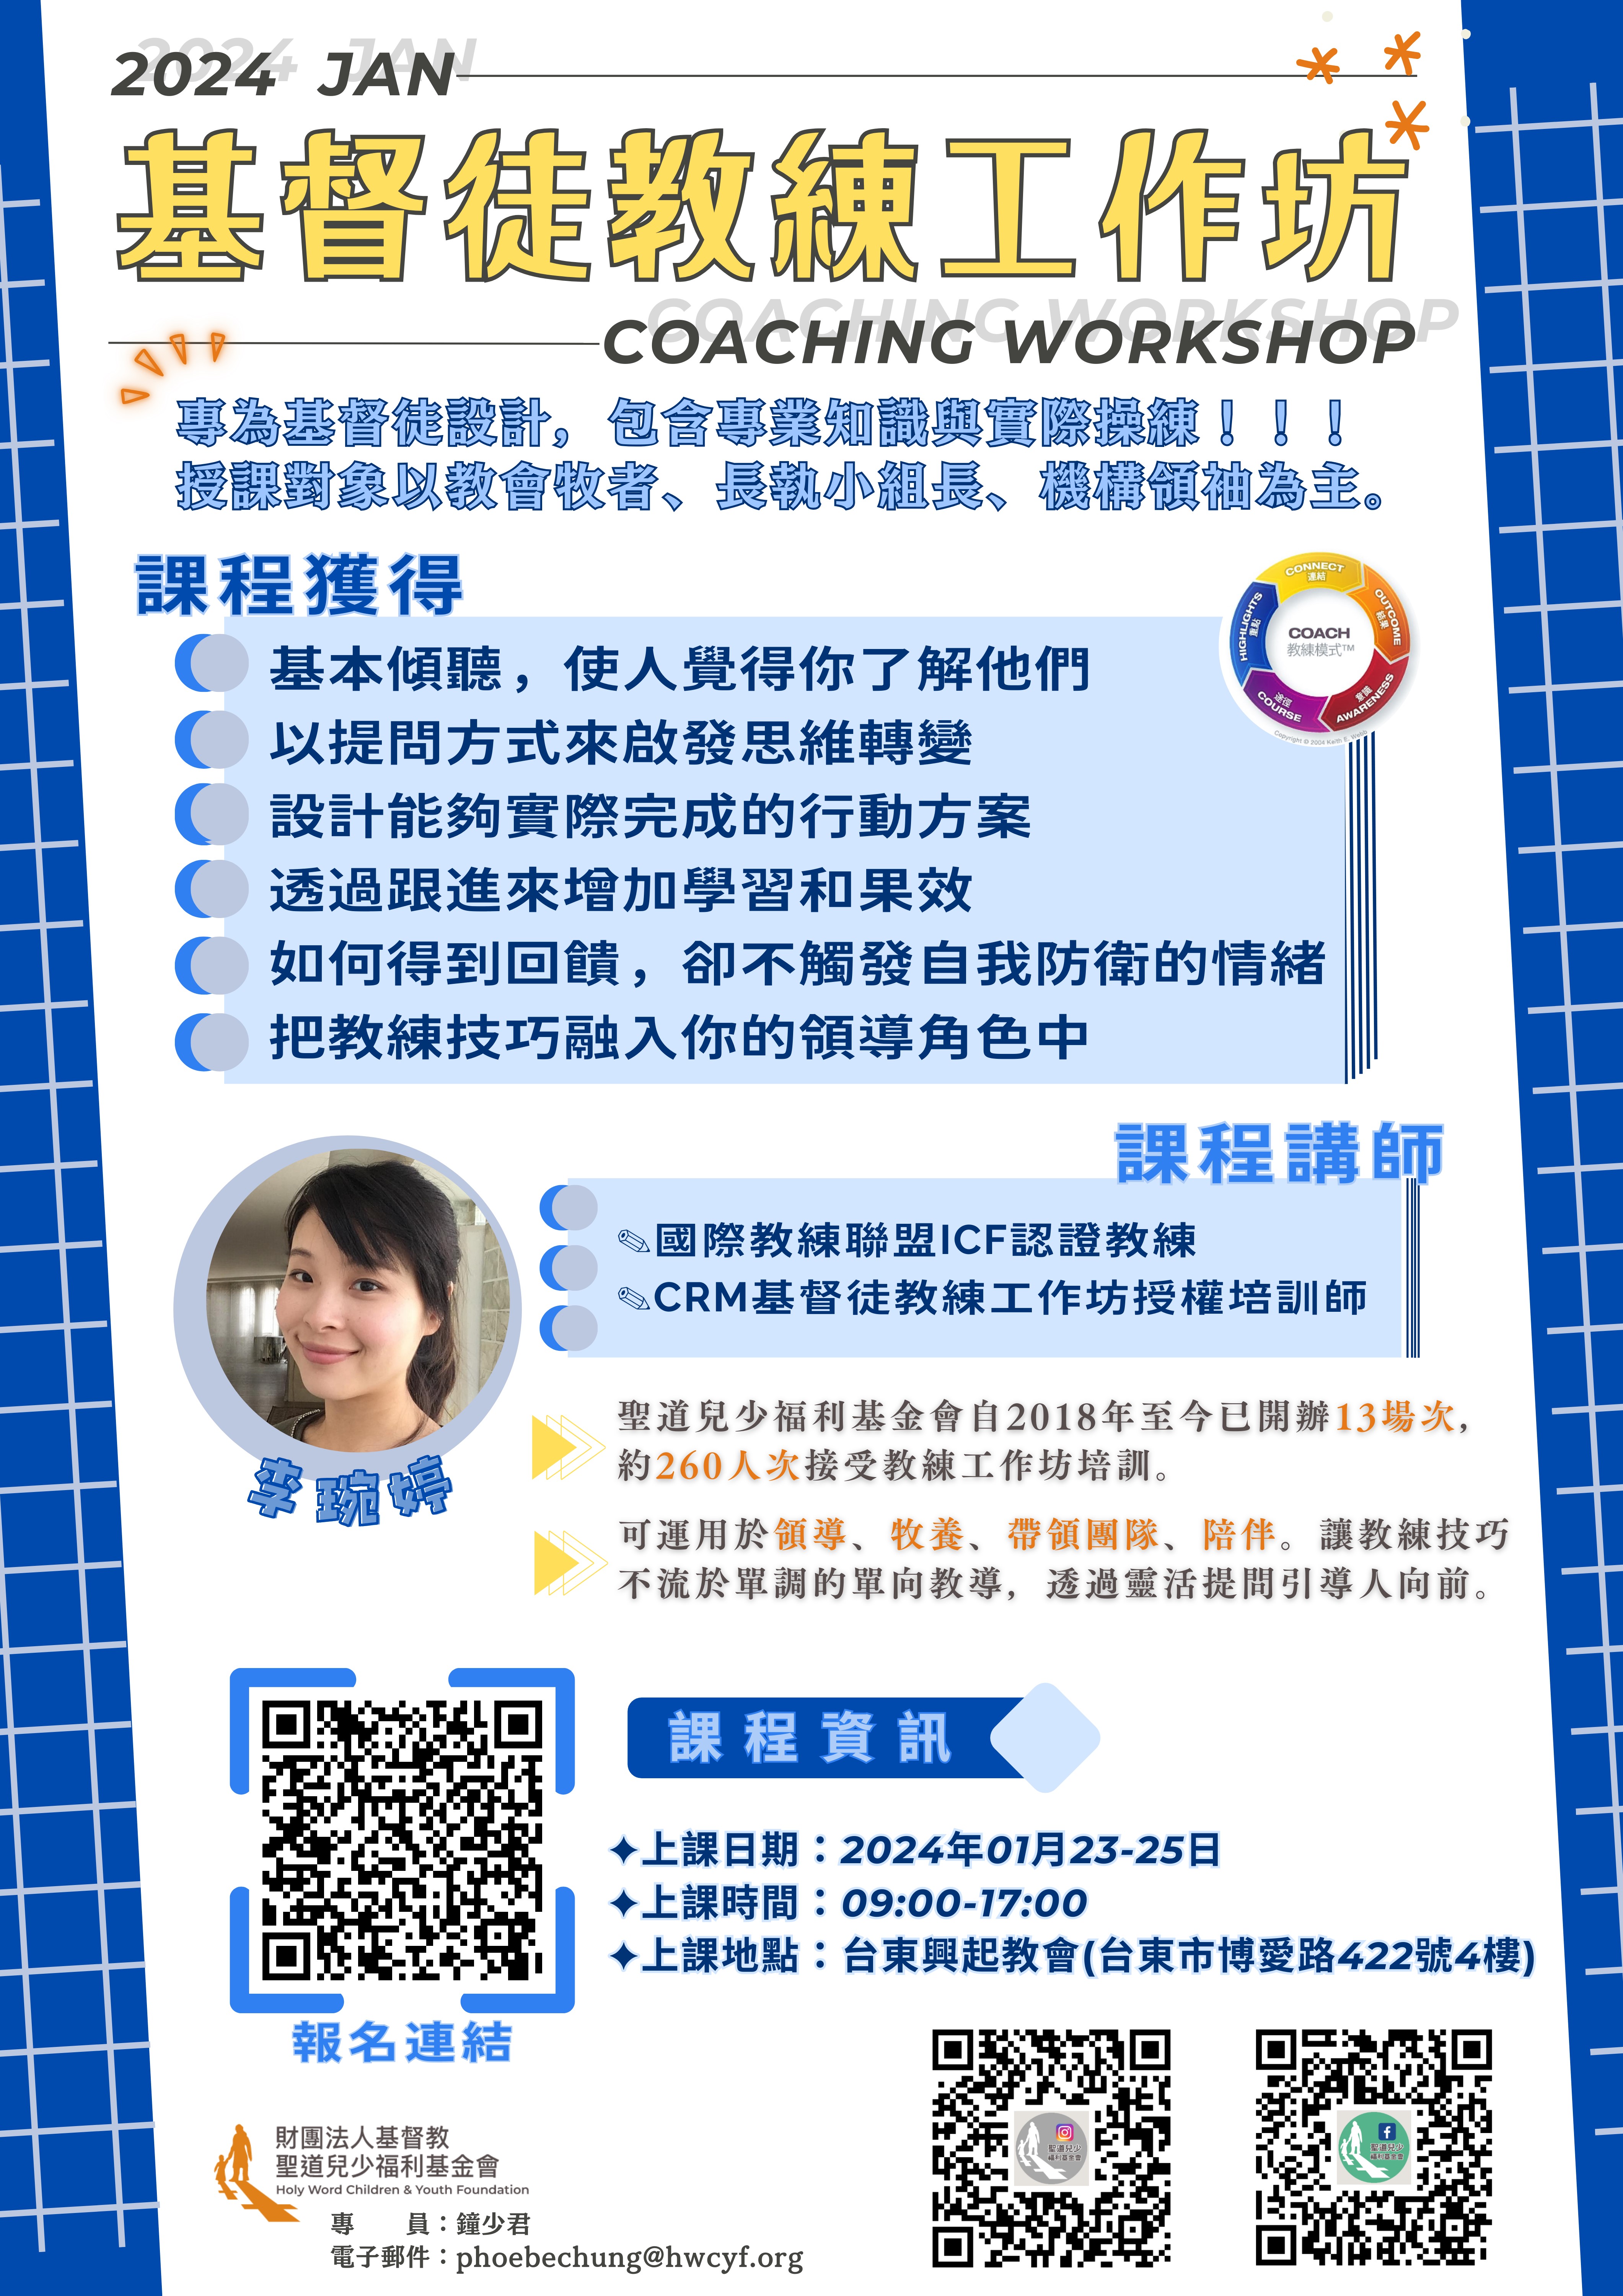 2024 JAN
基督徒教練工作坊
COACHING WORKSHOP
專為基督徒設計，包含專業知識與實際操練！！！
授課對象以教會牧者、長執小組長、機構領袖為主。
課程獲得
CONNECT
連結
OUTCOME
結果
AWARENESS
意識
COURSE
途徑
HIGHLIGHTS
重點
COACH
教練模式™
Copyright © 2004 Keith E. Webb
基本傾聽，使人覺得你了解他們
以提問方式來啟發思維轉變
設計能夠實際完成的行動方案
透過跟進來增加學習和果效
如何得到回饋，卻不觸發自我防衛的情緒
把教練技巧融入你的領導角色中
課程講師
✎國際教練聯盟ICF認證教練
✎CRM基督徒教練工作坊授權培訓師
李琬婷
聖道兒少福利基金會自2018年至今已開辦13場次，
約260人次接受教練工作坊培訓。
可運用於領導、牧養、帶領團隊、陪伴。讓教練技巧
不流於單調的單向教導，透過靈活提問引導人向前。
課程資訊
✦上課日期：2024年01月23-25日
✦上課時間：09:00-17:00
✦上課地點：台東興起教會(台東市博愛路422號4樓)
報名連結
財團法人基督教
聖道兒少福利基金會
Holy Word Children & Youth Foundation
專　　員：鐘少君
電子郵件：phoebechung@hwcyf.org
聖道兒少
福利基金會
聖道兒少
福利基金會